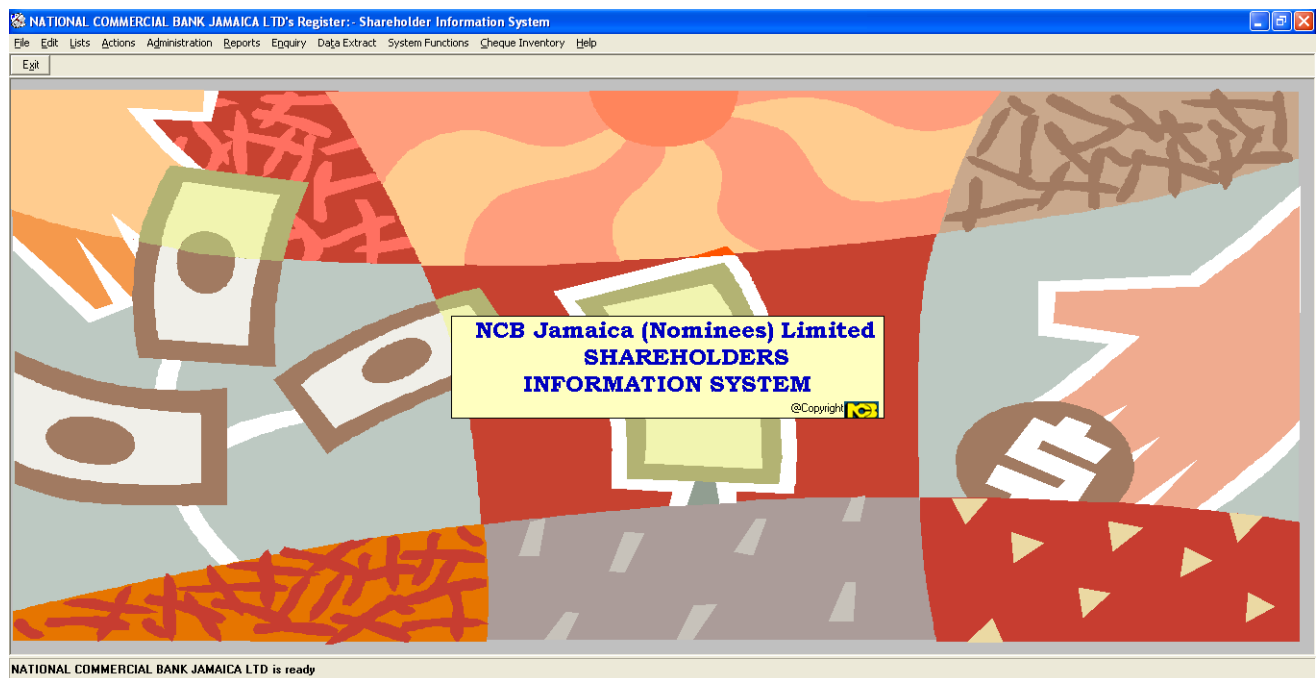 NATIONAL COMMERCIAL BANK JAMAICA LTD's Register:- Shareholder Information System
File Edit Lists Actions Administration Reports Enquiry Data Extract System Functions Cheque Inventory Help
Exit
NCB Jamaica (Nominees) Limited
SHAREHOLDERS
INFORMATION SYSTEM
@Copyright NCB
NATIONAL COMMERCIAL BANK JAMAICA LTD is ready